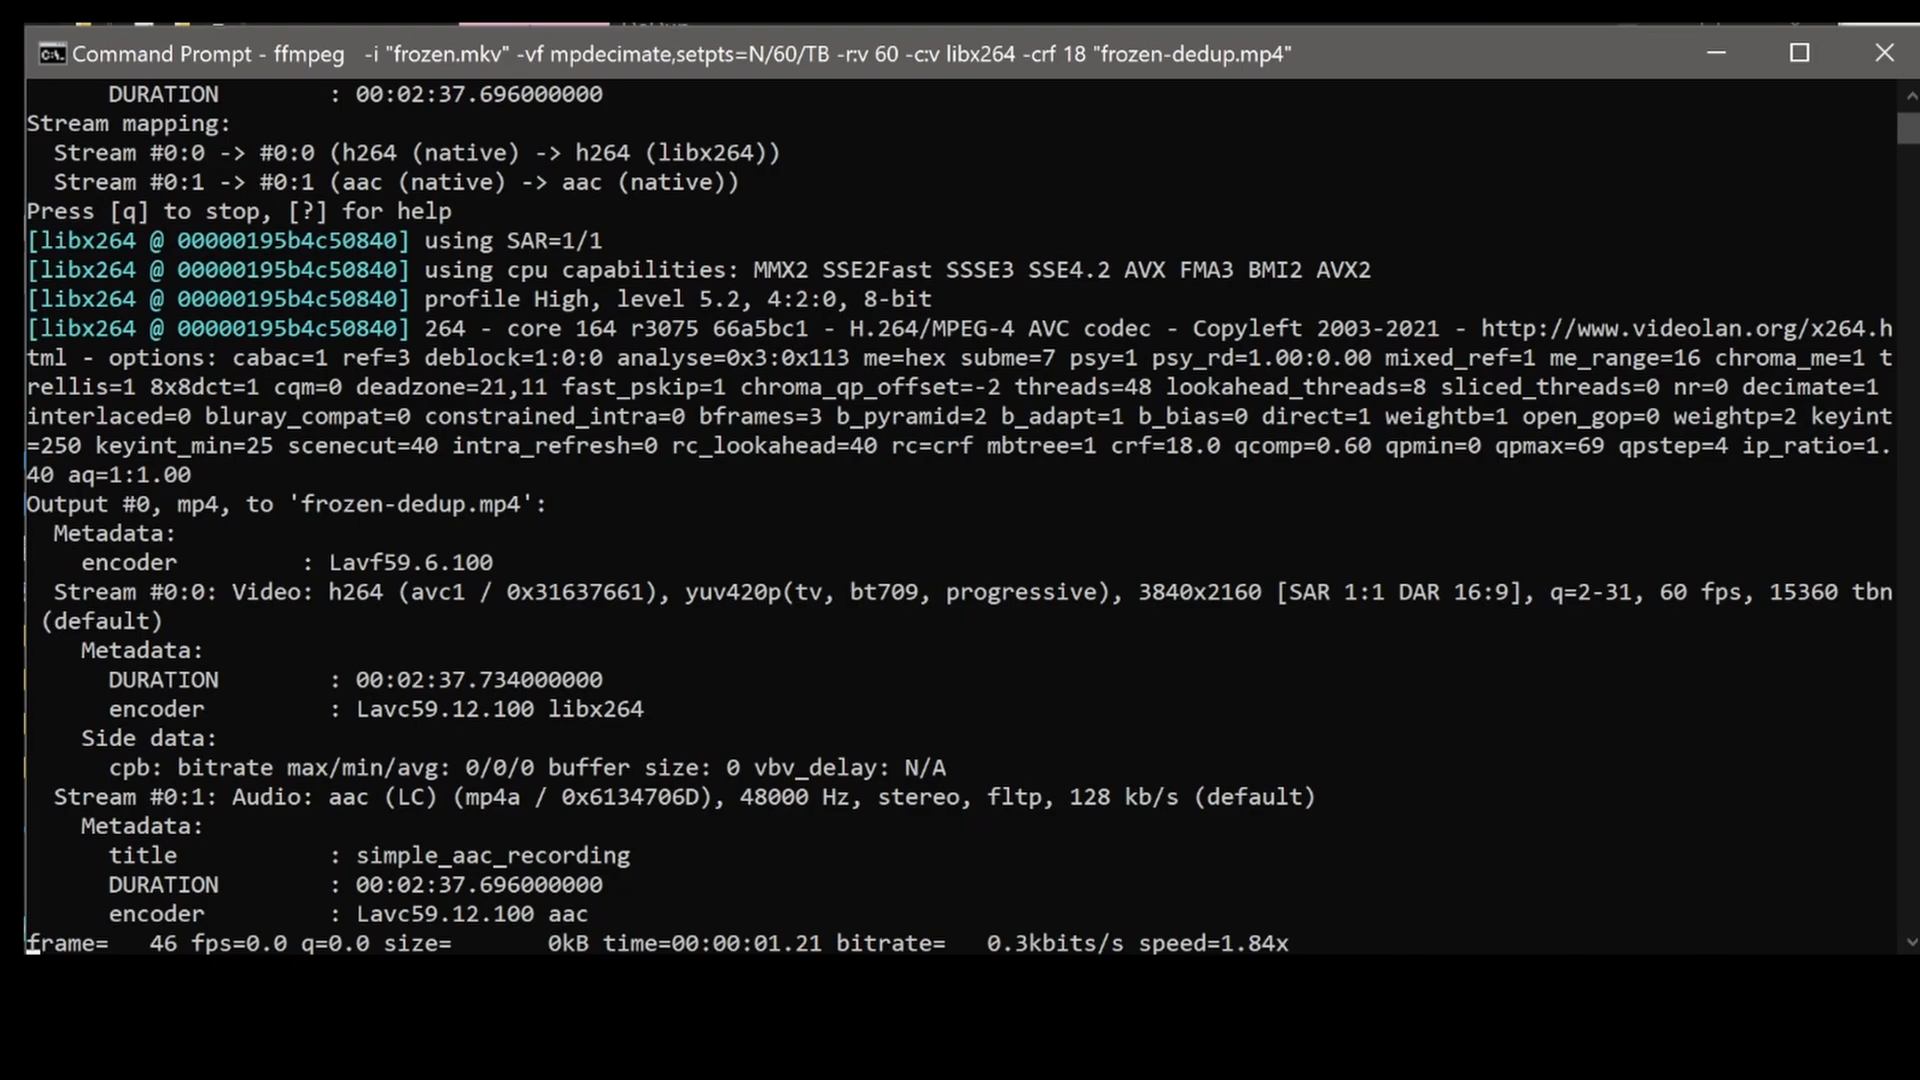 Command Prompt - ffmpeg  -i "frozen.mkv" -vf mpdecimate,setpts=N/60/TB -r:v 60 -c:v libx264 -crf 18 "frozen-dedup.mp4"
      DURATION        : 00:02:37.696000000
Stream mapping:
  Stream #0:0 -> #0:0 (h264 (native) -> h264 (libx264))
  Stream #0:1 -> #0:1 (aac (native) -> aac (native))
Press [q] to stop, [?] for help
[libx264 @ 00000195b4c50840] using SAR=1/1
[libx264 @ 00000195b4c50840] using cpu capabilities: MMX2 SSE2Fast SSSE3 SSE4.2 AVX FMA3 BMI2 AVX2
[libx264 @ 00000195b4c50840] profile High, level 5.2, 4:2:0, 8-bit
[libx264 @ 00000195b4c50840] 264 - core 164 r3075 66a5bc1 - H.264/MPEG-4 AVC codec - Copyleft 2003-2021 - http://www.videolan.org/x264.h
tml - options: cabac=1 ref=3 deblock=1:0:0 analyse=0x3:0x113 me=hex subme=7 psy=1 psy_rd=1.00:0.00 mixed_ref=1 me_range=16 chroma_me=1 t
rellis=1 8x8dct=1 cqm=0 deadzone=21,11 fast_pskip=1 chroma_qp_offset=-2 threads=48 lookahead_threads=8 sliced_threads=0 nr=0 decimate=1
interlaced=0 bluray_compat=0 constrained_intra=0 bframes=3 b_pyramid=2 b_adapt=1 b_bias=0 direct=1 weightb=1 open_gop=0 weightp=2 keyint
=250 keyint_min=25 scenecut=40 intra_refresh=0 rc_lookahead=40 rc=crf mbtree=1 crf=18.0 qcomp=0.60 qpmin=0 qpmax=69 qpstep=4 ip_ratio=1.
40 aq=1:1.00
Output #0, mp4, to 'frozen-dedup.mp4':
  Metadata:
    encoder         : Lavf59.6.100
  Stream #0:0: Video: h264 (avc1 / 0x31637661), yuv420p(tv, bt709, progressive), 3840x2160 [SAR 1:1 DAR 16:9], q=2-31, 60 fps, 15360 tbn
 (default)
    Metadata:
      DURATION        : 00:02:37.734000000
      encoder         : Lavc59.12.100 libx264
    Side data:
      cpb: bitrate max/min/avg: 0/0/0 buffer size: 0 vbv_delay: N/A
  Stream #0:1: Audio: aac (LC) (mp4a / 0x6134706D), 48000 Hz, stereo, fltp, 128 kb/s (default)
    Metadata:
      title           : simple_aac_recording
      DURATION        : 00:02:37.696000000
      encoder         : Lavc59.12.100 aac
frame=   46 fps=0.0 q=0.0 size=       0kB time=00:00:01.21 bitrate=   0.3kbits/s speed=1.84x